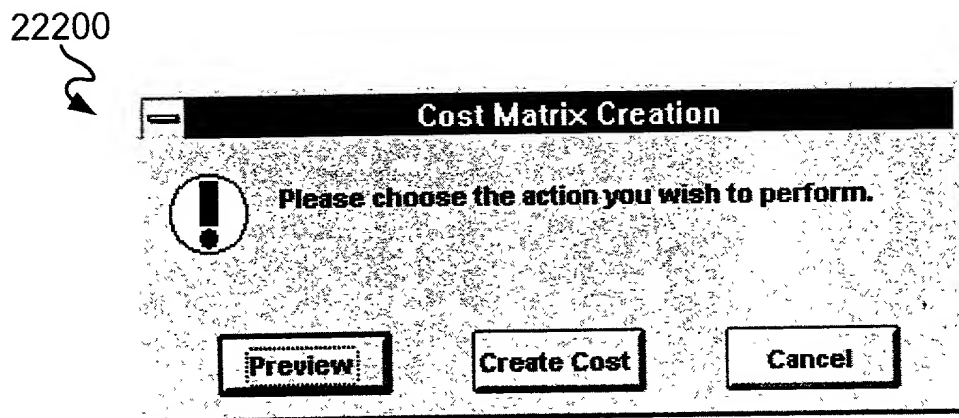 22200
Cost Matrix Creation
Please choose the action you wish to perform.
Preview Create Cost Cancel